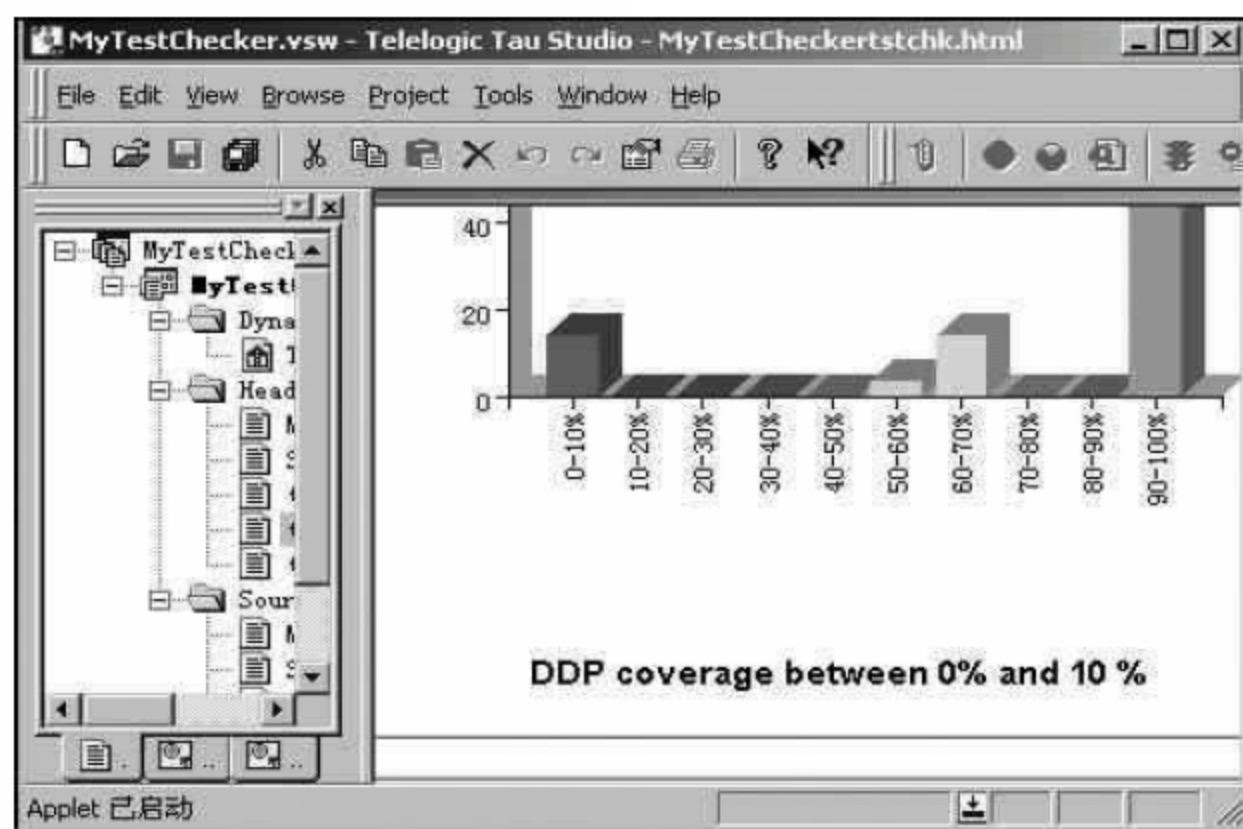 MyTestChecker.vsw - Telelogic Tau Studio - MyTestCheckertstchk.html
File Edit View Browse Project Tools Window Help
MyTestCheck
MyTest
Dyna
T
Head
M
S
Sour
M
S
40
20
0
0-10%
10-20%
20-30%
30-40%
40-50%
50-60%
60-70%
70-80%
80-90%
90-100%
DDP coverage between 0% and 10 %
Applet 已启动